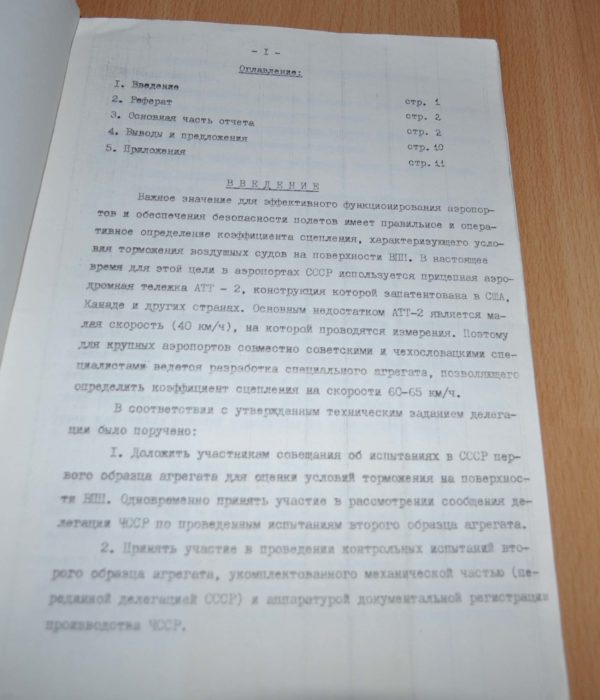 - I -
Оглавление:
I. Введение стр. 1
2. Реферат стр. 2
3. Основная часть отчета стр. 2
4. Выводы и предложения стр. 10
5. Приложения стр. 11
ВВЕДЕНИЕ
Важное значение для эффективного функционирования аэропор-
тов и обеспечения безопасности полетов имеет правильное и опера-
тивное определение коэффициента сцепления, характеризующего усло-
вия торможения воздушных судов на поверхности ВПП. В настоящее
время для этой цели в аэропортах СССР используется прицепная аэро-
дромная тележка АТТ - 2, конструкция которой запатентована в США,
Канаде и других странах. Основным недостатком АТТ-2 является ма-
лая скорость (40 км/ч), на которой проводятся измерения. Поэтому
для крупных аэропортов совместно советскими и чехословацкими спе-
циалистами ведется разработка специального агрегата, позволяющего
определить коэффициент сцепления на скорости 60-65 км/ч.
В соответствии с утвержденным техническим заданием делега-
ции было поручено:
I. Доложить участникам совещания об испытаниях в СССР пер-
вого образца агрегата для оценки условий торможения на поверхнос-
ти ВПП. Одновременно принять участие в рассмотрении сообщения де-
легации ЧССР по проведенным испытаниям второго образца агрегата.
2. Принять участие в проведении контрольных испытаний вто-
рого образца агрегата, укомплектованного механической частью (пе-
реданной делегацией СССР) и аппаратурой документальной регистрации
производства ЧССР.